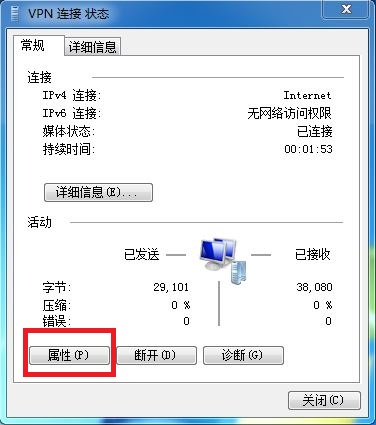 VPN 连接 状态
常规 详细信息
连接
IPv4 连接: Internet
IPv6 连接: 无网络访问权限
媒体状态: 已连接
持续时间: 00:01:53
详细信息(E)...
活动
已发送 已接收
字节: 29,101 38,080
压缩: 0 % 0 %
错误: 0 0
属性(P) 断开(D) 诊断(G)
关闭(C)